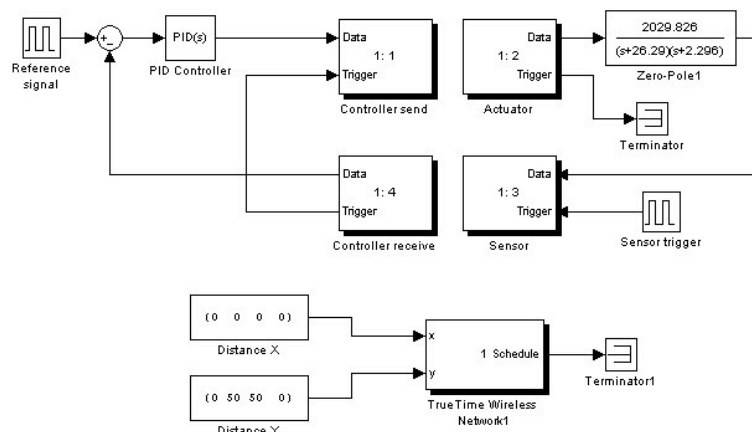 Reference
signal
PID(s)
PID Controller
Data
1: 1
Trigger
Controller send
Data
1: 2
Trigger
Actuator
2029.826
(s+26.29)(s+2.296)
Zero-Pole1
Terminator
Data
1: 4
Trigger
Controller receive
Data
1: 3
Trigger
Sensor
Sensor trigger
(0 0 0 0)
Distance X
(0 50 50 0)
Distance X
x
y
1 Schedule
TrueTime Wireless
Network1
Terminator1